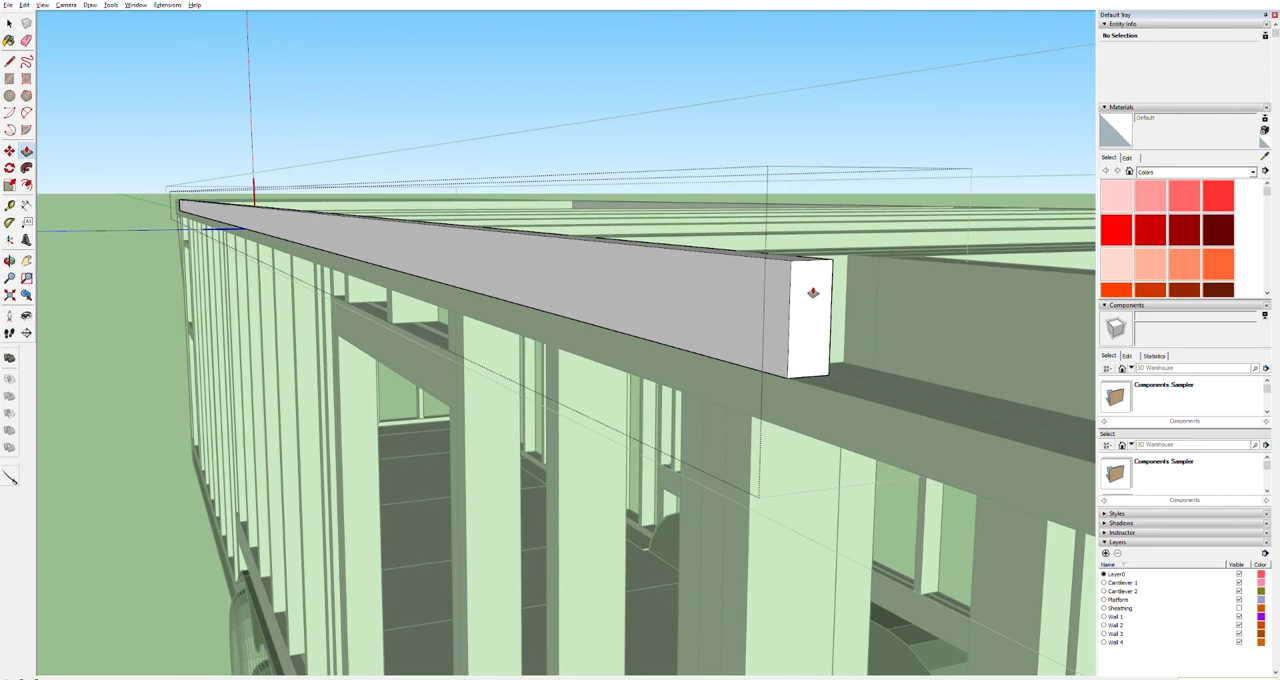 File Edit View Camera Draw Tools Window Extensions Help
Default Tray
Entity Info
No Selection
Materials
Default
Select Edit
Colors
Components
Select Edit Statistics
3D Warehouse
Components Sampler
Components
Select
3D Warehouse
Components Sampler
Components
Styles
Shadows
Instructor
Layers
Name Visible Color
Layer0
Cantilever 1
Cantilever 2
Platform
Sheathing
Wall 1
Wall 2
Wall 3
Wall 4